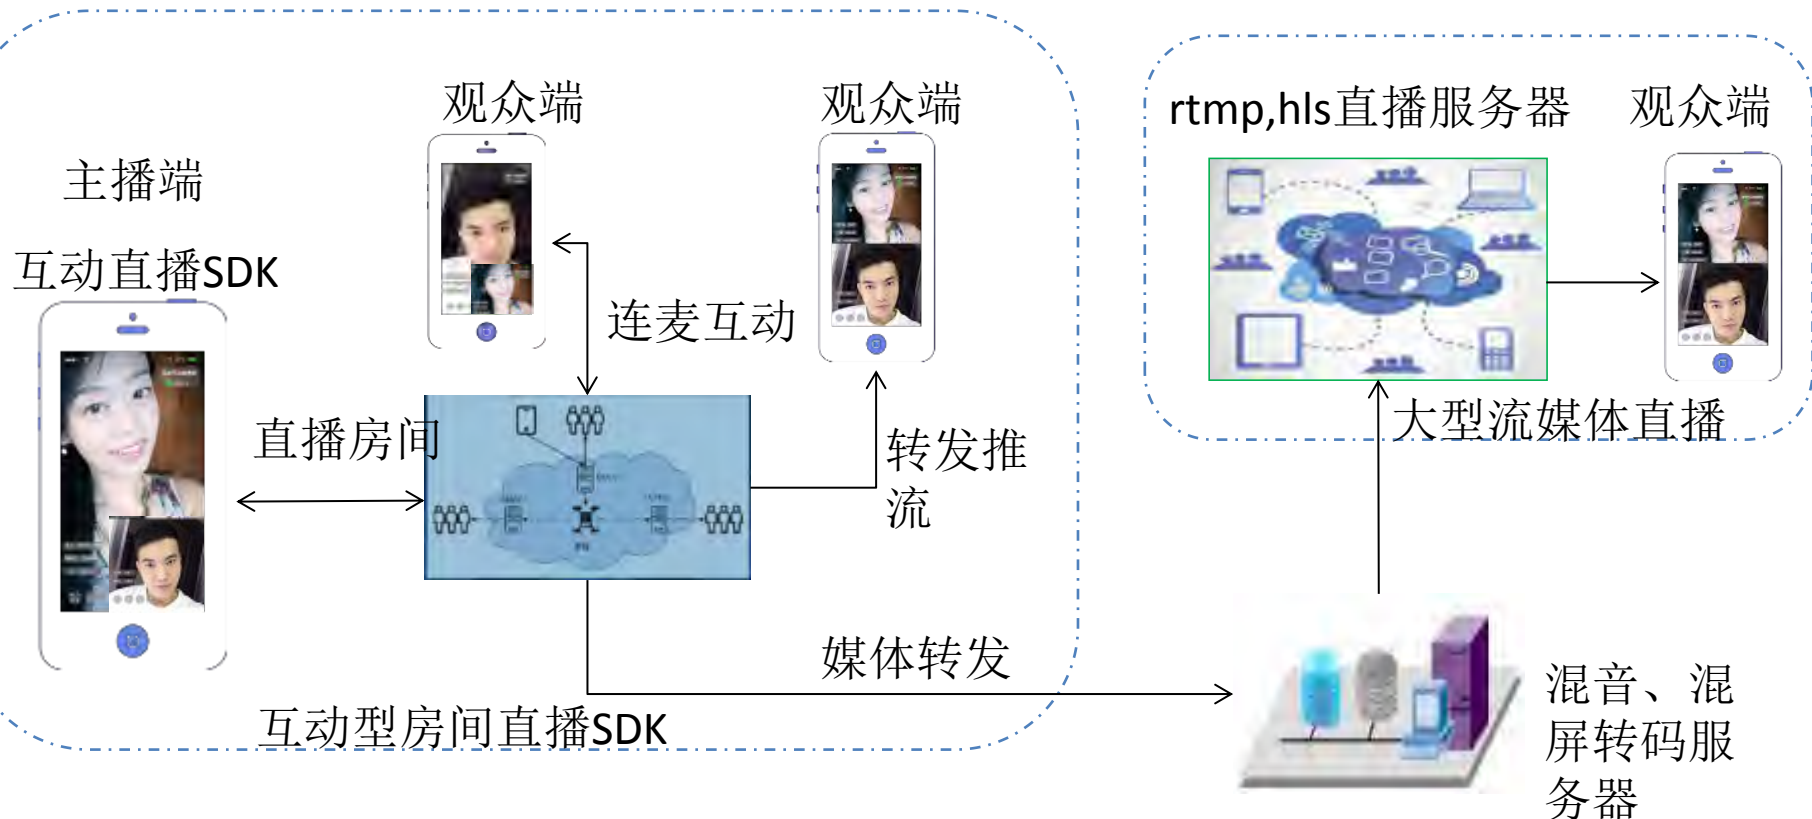 观众端
观众端
rtmp,hls直播服务器
观众端
主播端
互动直播SDK
连麦互动
直播房间
转发推
流
大型流媒体直播
媒体转发
互动型房间直播SDK
混音、混
屏转码服
务器